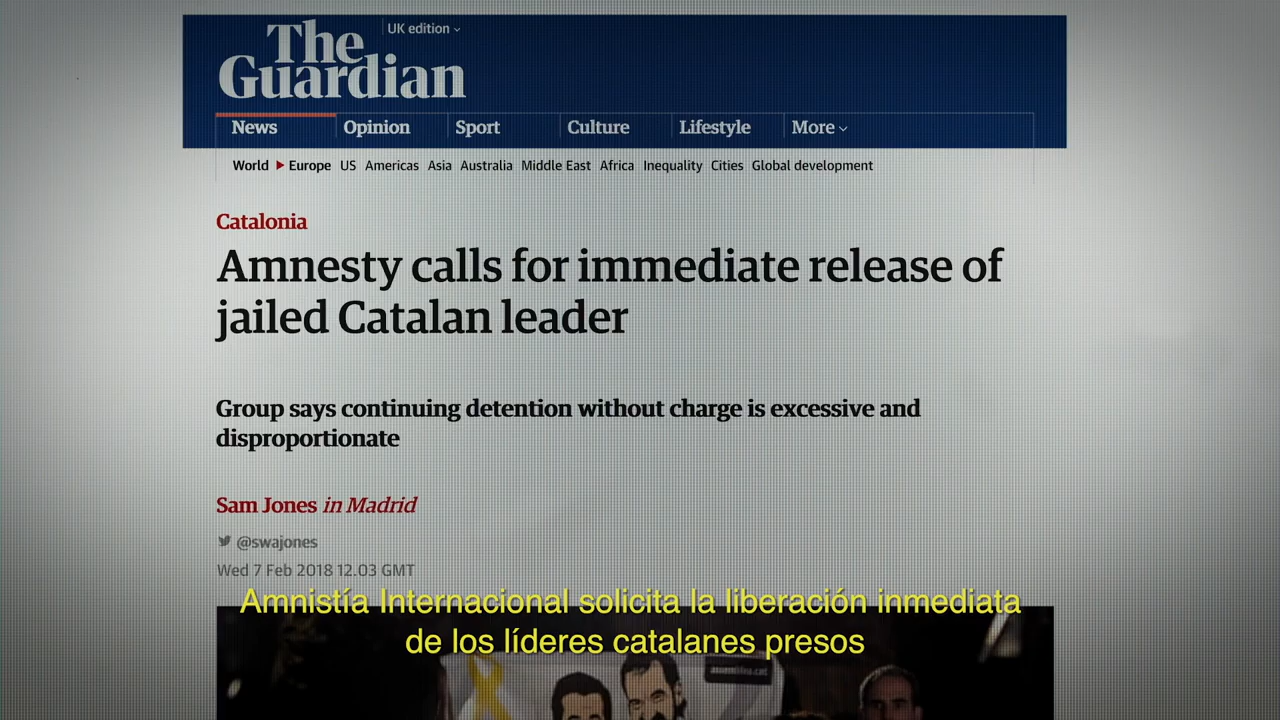 The
Guardian
UK edition
News Opinion Sport Culture Lifestyle More
World Europe US Americas Asia Australia Middle East Africa Inequality Cities Global development
Catalonia
Amnesty calls for immediate release of
jailed Catalan leader
Group says continuing detention without charge is excessive and
disproportionate
Sam Jones in Madrid
@swajones
Wed 7 Feb 2018 12.03 GMT
Amnistía Internacional solicita la liberación inmediata
de los líderes catalanes presos
assemblea.cat